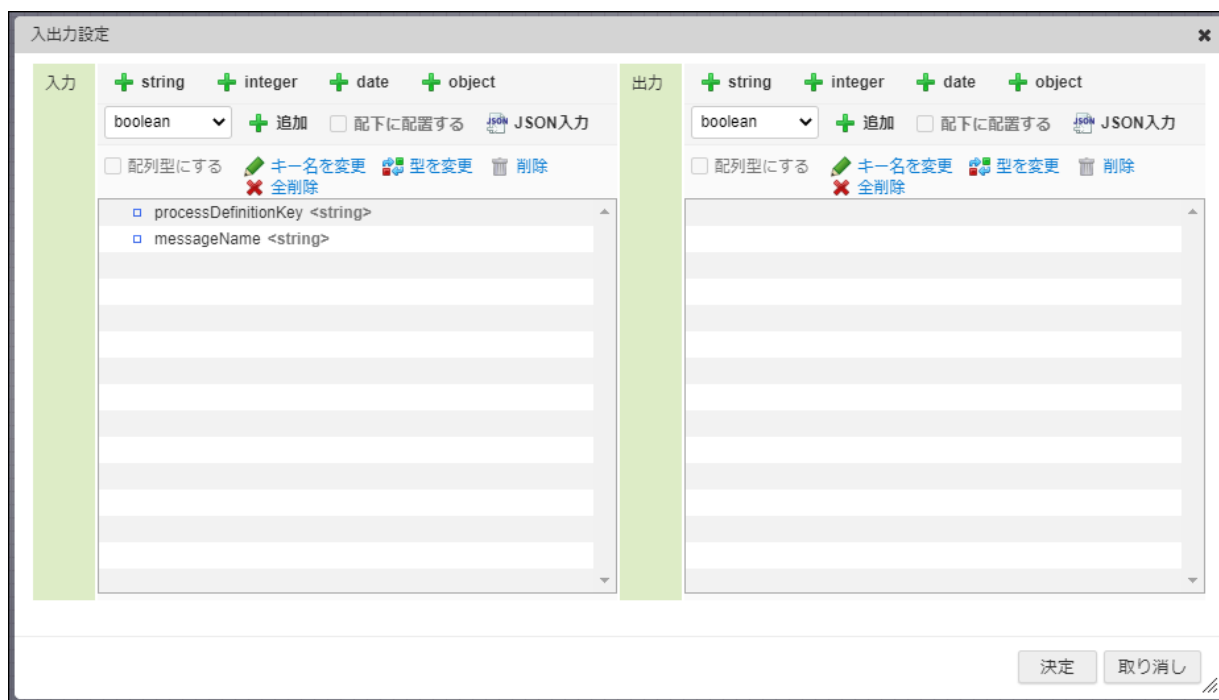 入出力設定
入力
string integer date object
boolean 追加 配下に配置する JSON入力
配列型にする キー名を変更 型を変更 削除
全削除
processDefinitionKey <string>
messageName <string>
出力
string integer date object
boolean 追加 配下に配置する JSON入力
配列型にする キー名を変更 型を変更 削除
全削除
決定 取り消し